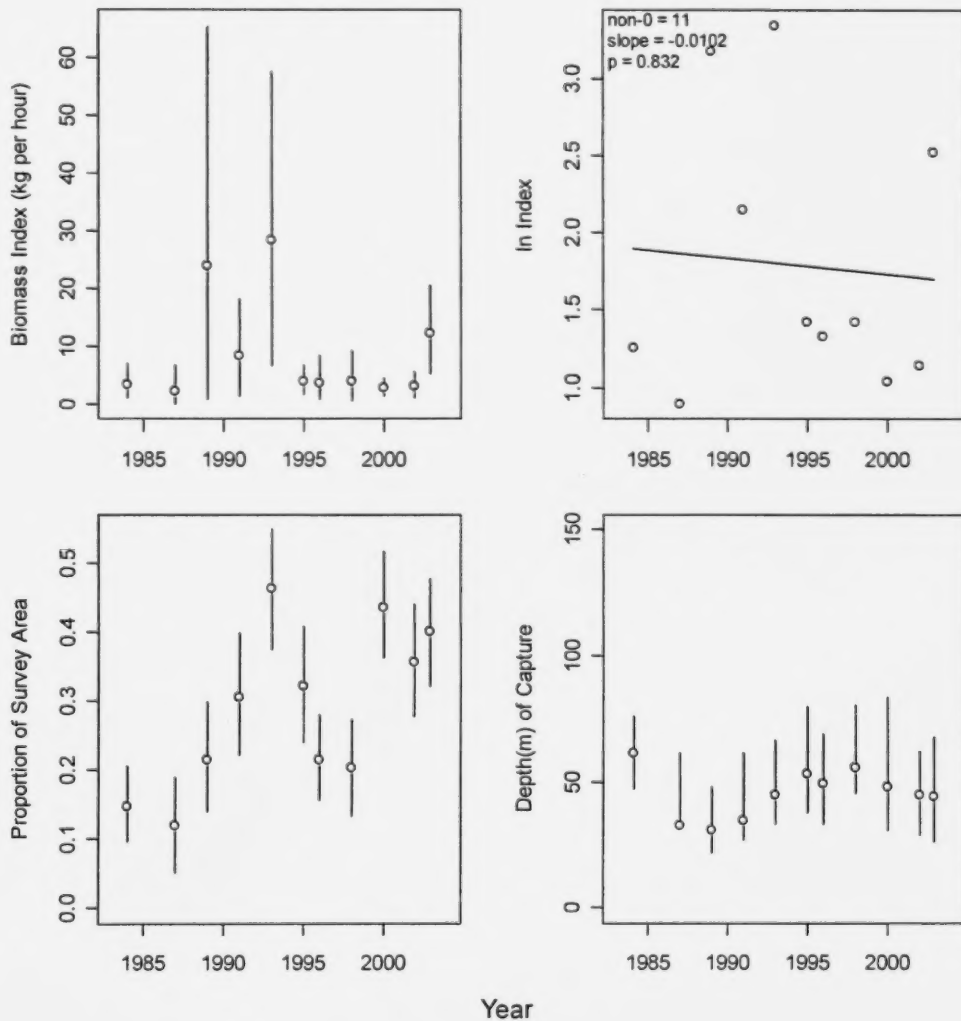 Biomass Index (kg per hour)
60
50
40
30
20
10
0
1985 1990 1995 2000
non-0 = 11
slope = -0.0102
p = 0.832
ln Index
3.0
2.5
2.0
1.5
1.0
1985 1990 1995 2000
Proportion of Survey Area
0.5
0.4
0.3
0.2
0.1
0.0
1985 1990 1995 2000
Depth(m) of Capture
150
100
50
0
1985 1990 1995 2000
Year